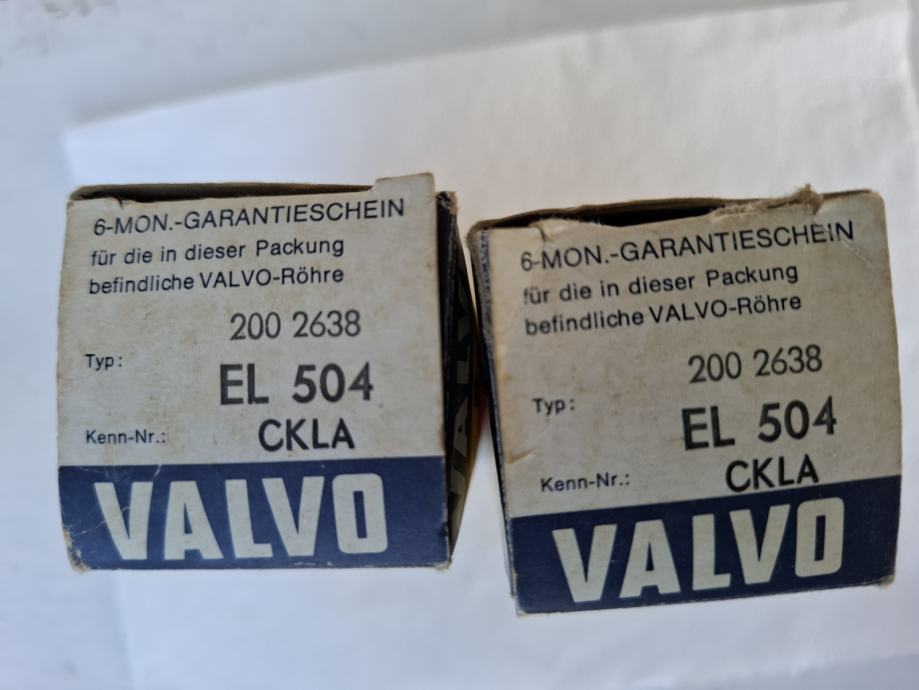 6-MON.-GARANTIESCHEIN
für die in dieser Packung
befindliche VALVO-Röhre
200 2638
Typ:
EL 504
Kenn-Nr.:
CKLA
VALVO
6-MON.-GARANTIESCHEIN
für die in dieser Packung
befindliche VALVO-Röhre
200 2638
Typ:
EL 504
Kenn-Nr.:
CKLA
VALVO